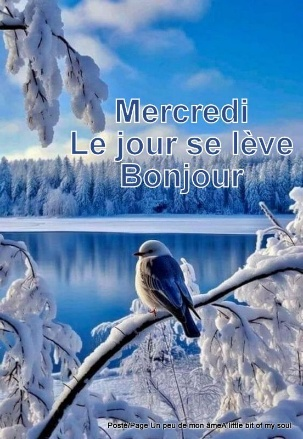 Mercredi
Le jour se lève
Bonjour
Poste/Page Un peu de mon âme/A little bit of my soul